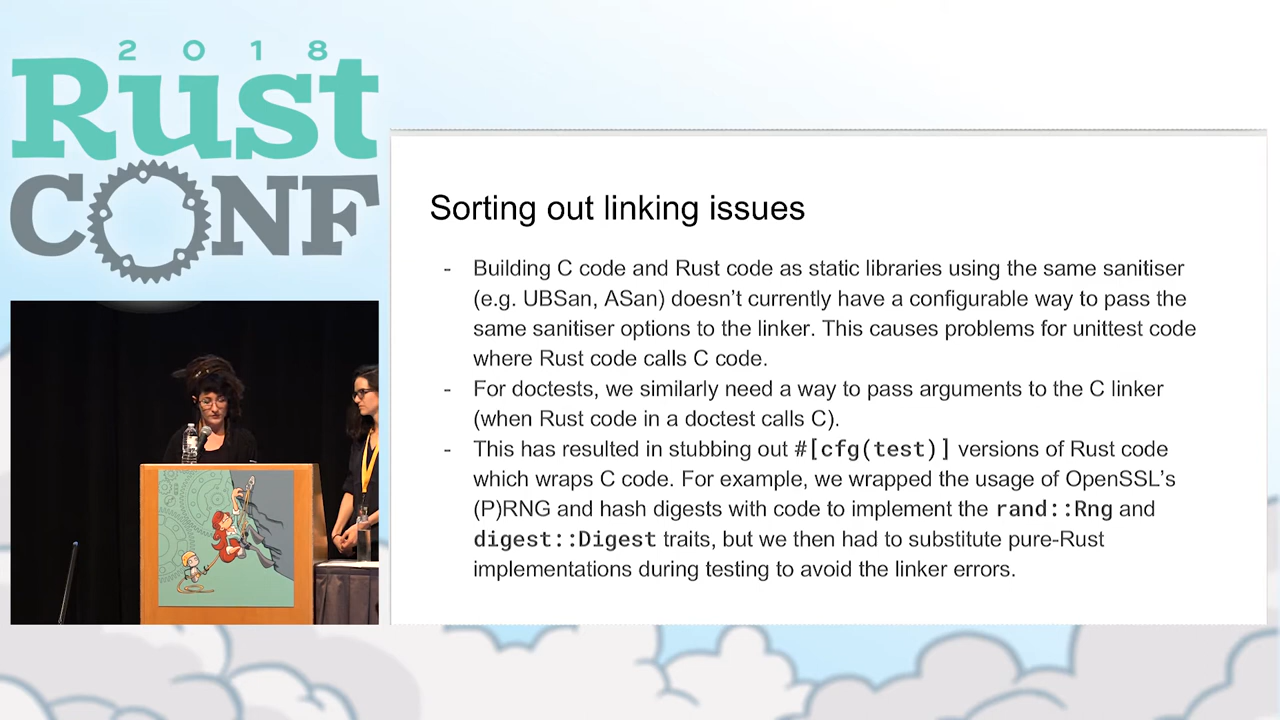 2018
Rust
CONF
Sorting out linking issues
- Building C code and Rust code as static libraries using the same sanitiser
(e.g. UBSan, ASan) doesn’t currently have a configurable way to pass the
same sanitiser options to the linker. This causes problems for unittest code
where Rust code calls C code.
- For doctests, we similarly need a way to pass arguments to the C linker
(when Rust code in a doctest calls C).
- This has resulted in stubbing out #[cfg(test)] versions of Rust code
which wraps C code. For example, we wrapped the usage of OpenSSL’s
(P)RNG and hash digests with code to implement the rand::Rng and
digest::Digest traits, but we then had to substitute pure-Rust
implementations during testing to avoid the linker errors.